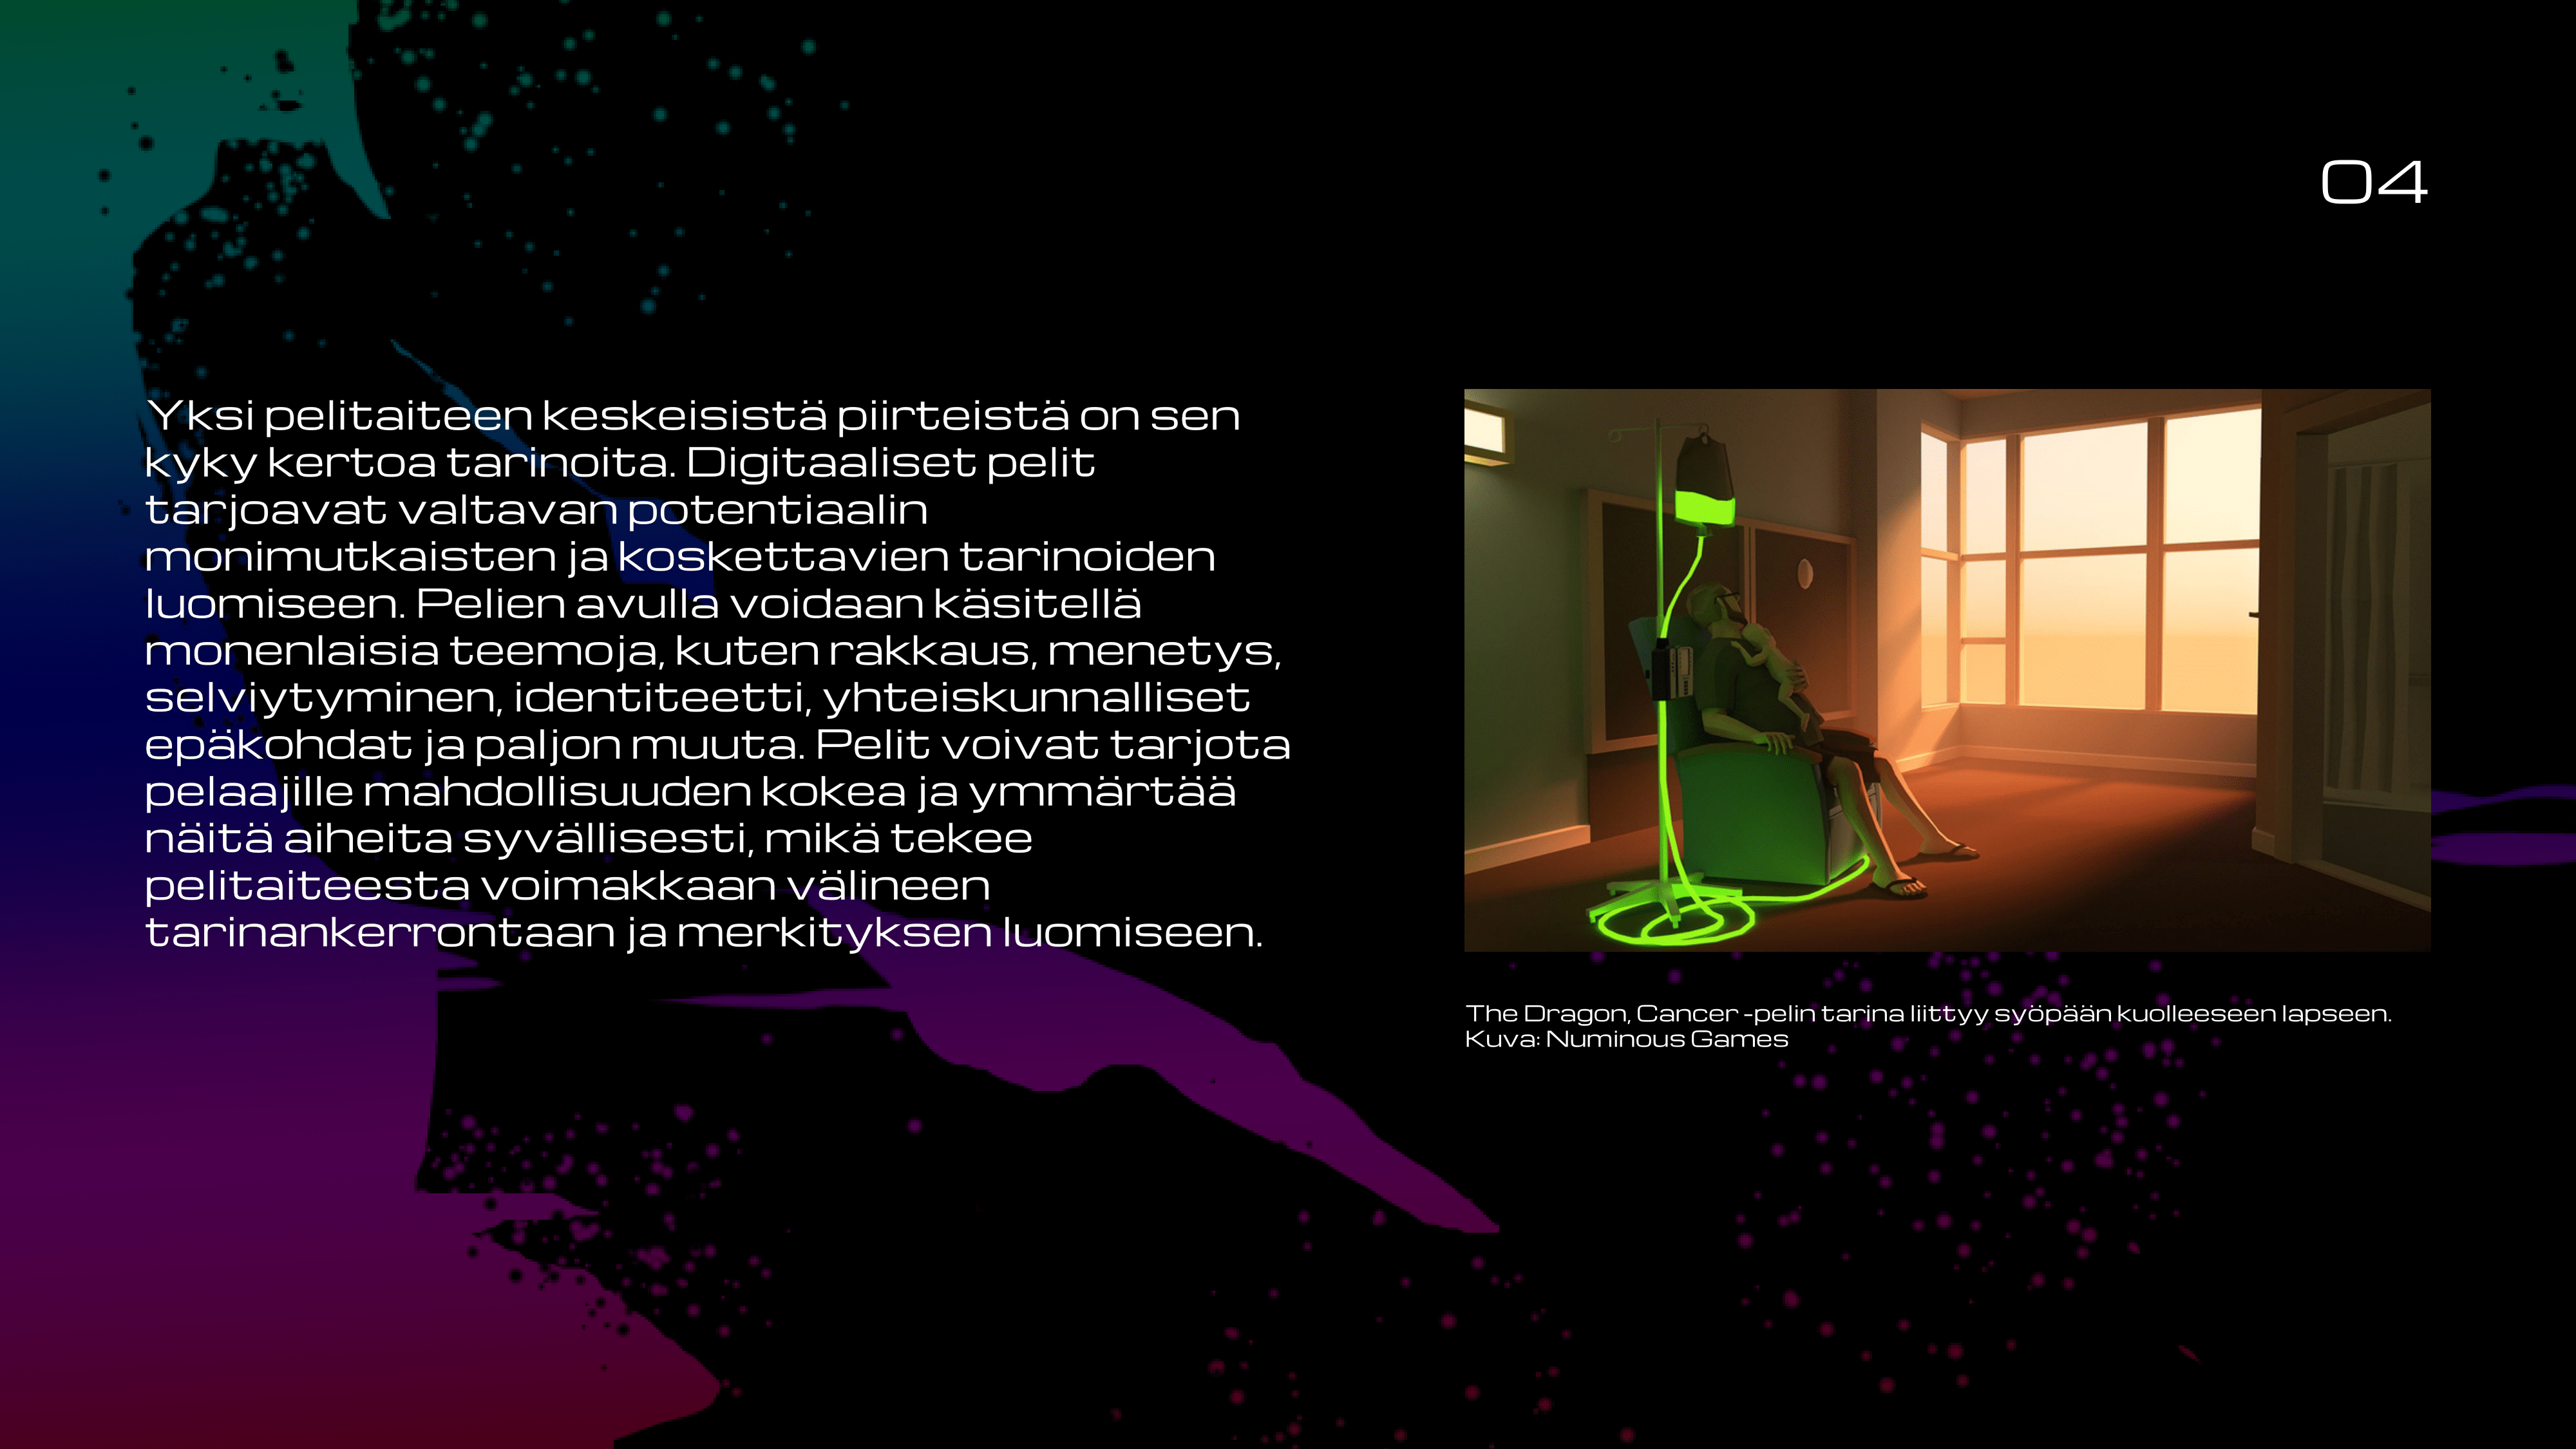 04
Yksi pelitaiteen keskeisistä piirteistä on sen
kyky kertoa tarinoita. Digitaaliset pelit
tarjoavat valtavan potentiaalin
monimutkaisten ja koskettavien tarinoiden
luomiseen. Pelien avulla voidaan käsitellä
monenlaisia teemoja, kuten rakkaus, menetys,
selviytyminen, identiteetti, yhteiskunnalliset
epäkohdat ja paljon muuta. Pelit voivat tarjota
pelaajille mahdollisuuden kokea ja ymmärtää
näitä aiheita syvällisesti, mikä tekee
pelitaiteesta voimakkaan välineen
tarinankerrontaan ja merkityksen luomiseen.
The Dragon, Cancer -pelin tarina liittyy syöpään kuolleeseen lapseen.
Kuva: Numinous Games